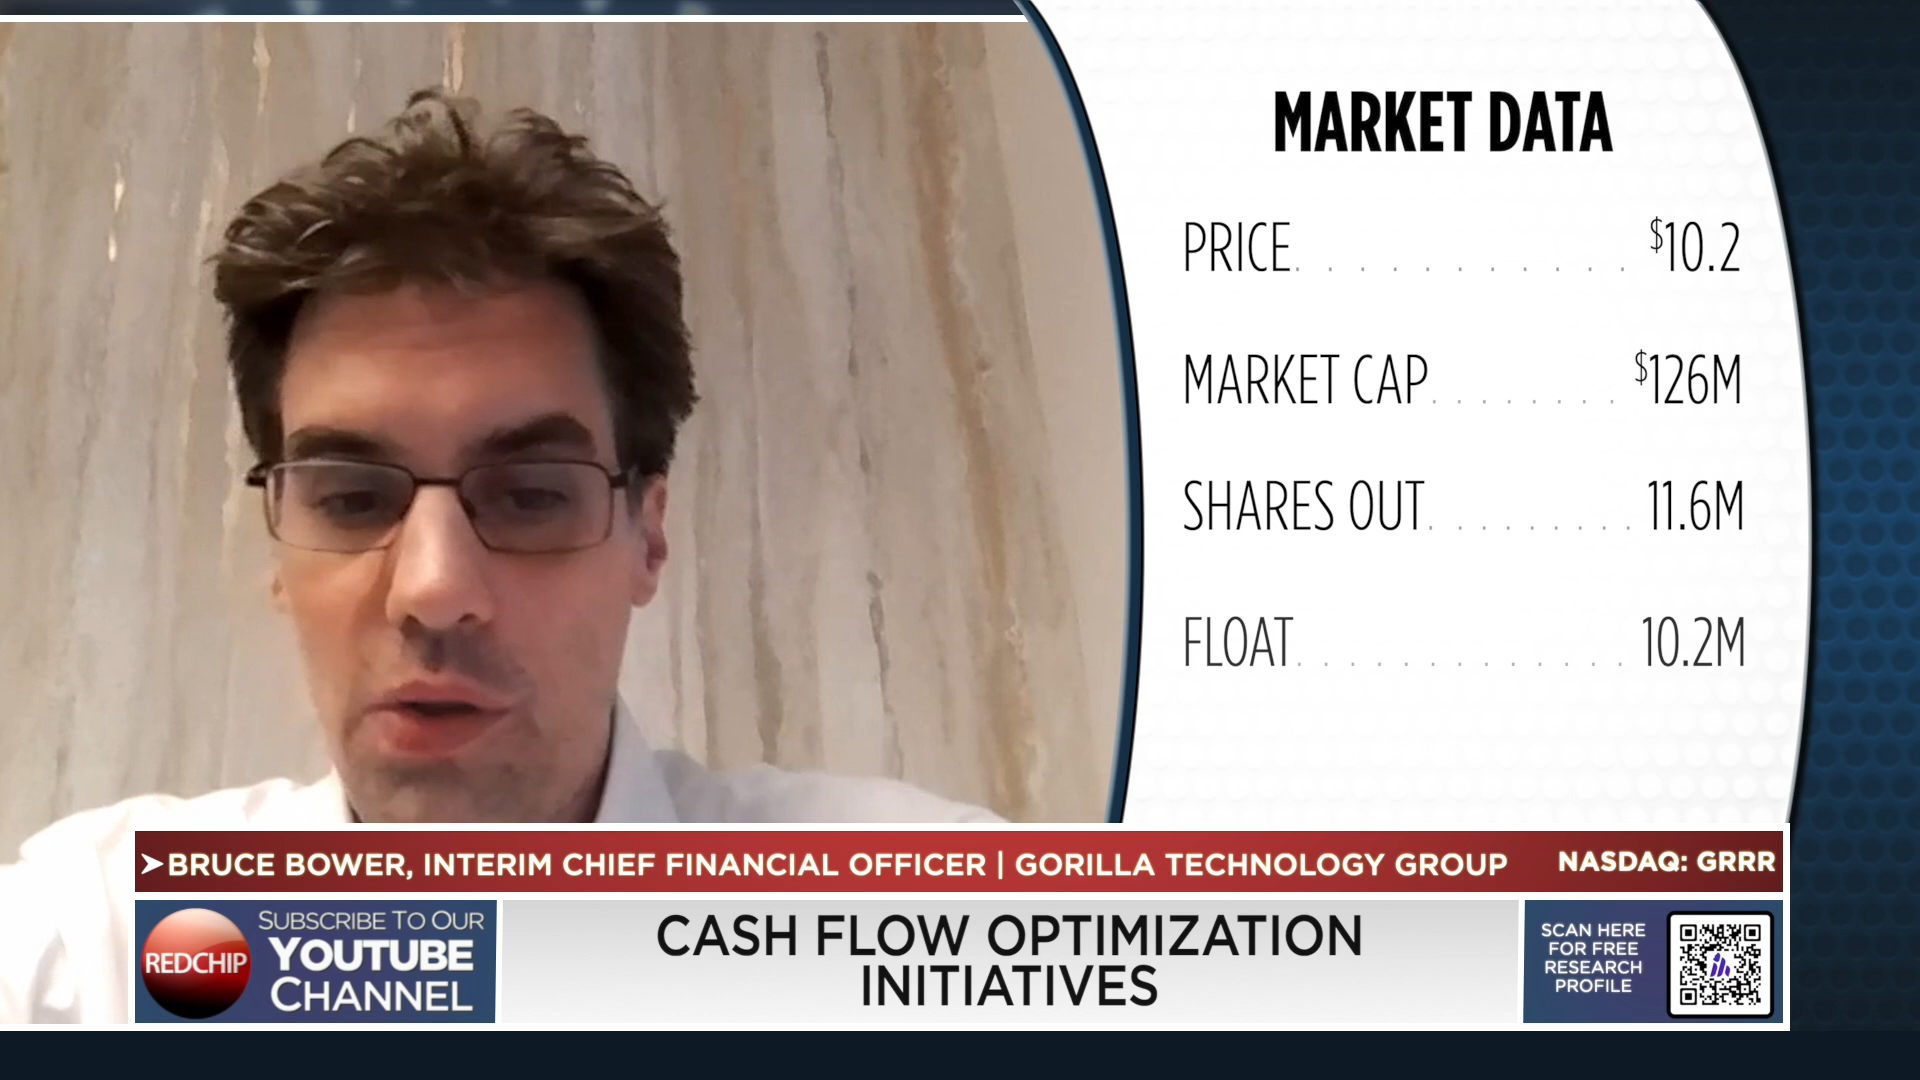 MARKET DATA
PRICE. . . . . . . . . . . . $10.2
MARKET CAP. . . . . . . . $126M
SHARES OUT. . . . . . . . . 11.6M
FLOAT. . . . . . . . . . . . . 10.2M
➤BRUCE BOWER, INTERIM CHIEF FINANCIAL OFFICER | GORILLA TECHNOLOGY GROUP NASDAQ: GRRR
REDCHIP
SUBSCRIBE TO OUR
YOUTUBE
CHANNEL
CASH FLOW OPTIMIZATION
INITIATIVES
SCAN HERE
FOR FREE
RESEARCH
PROFILE